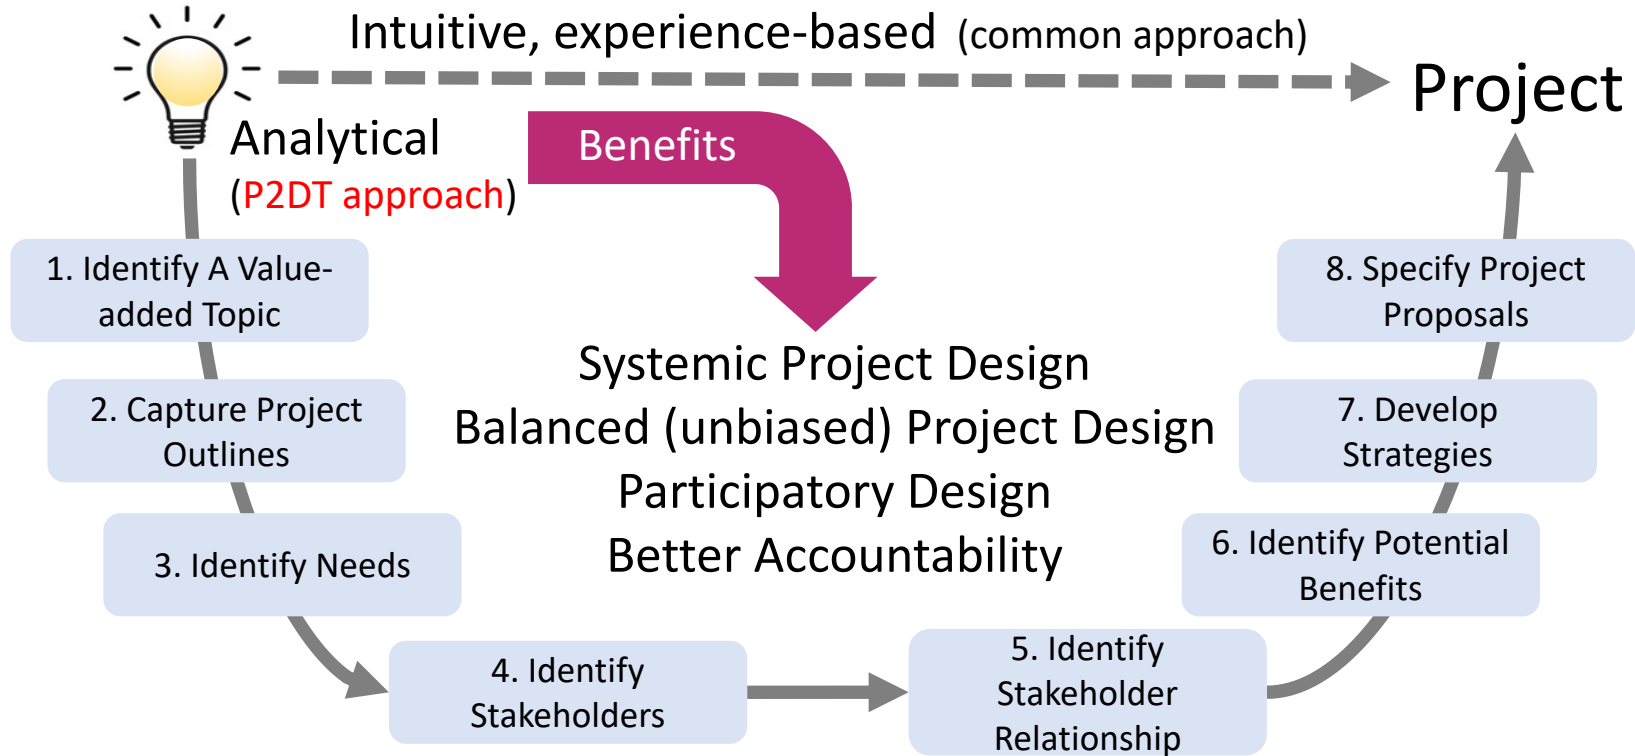 Intuitive, experience-based (common approach)
Project
Analytical
(P2DT approach)
Benefits
1. Identify A Value-
added Topic
2. Capture Project
Outlines
3. Identify Needs
4. Identify
Stakeholders
5. Identify
Stakeholder
Relationship
6. Identify Potential
Benefits
7. Develop
Strategies
8. Specify Project
Proposals
Systemic Project Design
Balanced (unbiased) Project Design
Participatory Design
Better Accountability